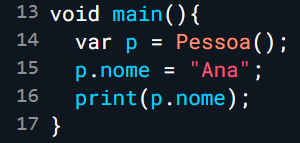 13 void main(){
14   var p = Pessoa();
15   p.nome = "Ana";
16   print(p.nome);
17 }